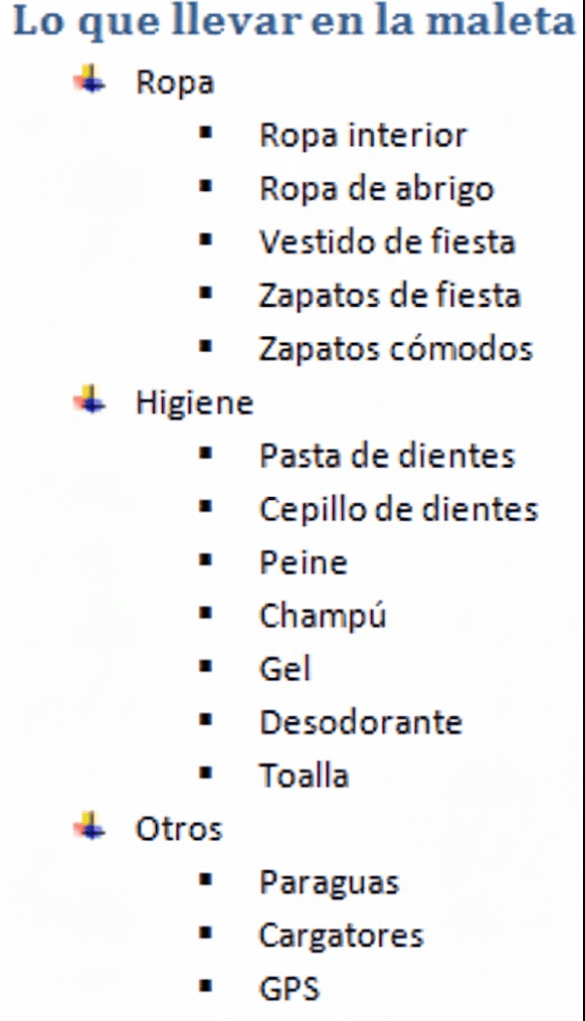 Lo que llevar en la maleta
Ropa
Ropa interior
Ropa de abrigo
Vestido de fiesta
Zapatos de fiesta
Zapatos cómodos
Higiene
Pasta de dientes
Cepillo de dientes
Peine
Champú
Gel
Desodorante
Toalla
Otros
Paraguas
Cargatores
GPS